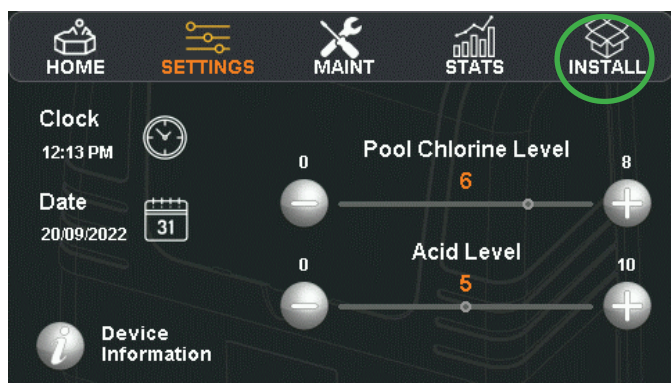 HOME SETTINGS MAINT STATS INSTALL
Clock
12:13 PM
Date
20/09/2022
31
Device
Information
Pool Chlorine Level
0 6 8
Acid Level
0 5 10
i